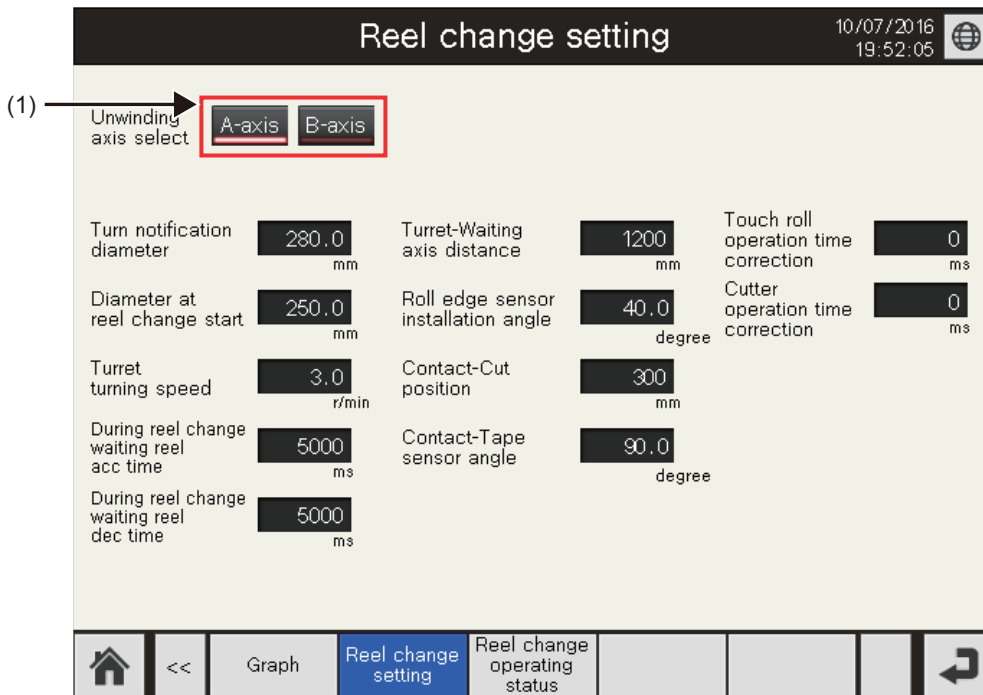 Reel change setting
10/07/2016
19:52:05
(1)
Unwinding
axis select
A-axis
B-axis
Turn notification
diameter
280.0
mm
Diameter at
reel change start
250.0
mm
Turret
turning speed
3.0
r/min
During reel change
waiting reel
acc time
5000
ms
During reel change
waiting reel
dec time
5000
ms
Turret-Waiting
axis distance
1200
mm
Roll edge sensor
installation angle
40.0
degree
Contact-Cut
position
300
mm
Contact-Tape
sensor angle
90.0
degree
Touch roll
operation time
correction
0
ms
Cutter
operation time
correction
0
ms
<<
Graph
Reel change
setting
Reel change
operating
status